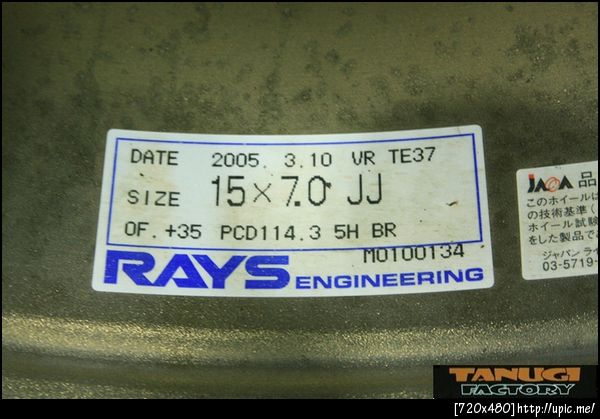 DATE 2005. 3.10 VR TE37
SIZE 15×7.0 JJ
OF. +35 PCD114.3 5H BR
M0100134
RAYS ENGINEERING
JAWA 品
このホイールは
の技術基準(
ホイール試験
をした製品で
ジャパン ライ
03-5719-
TANUGI
FACTORY
[720x480]http://upic.me/